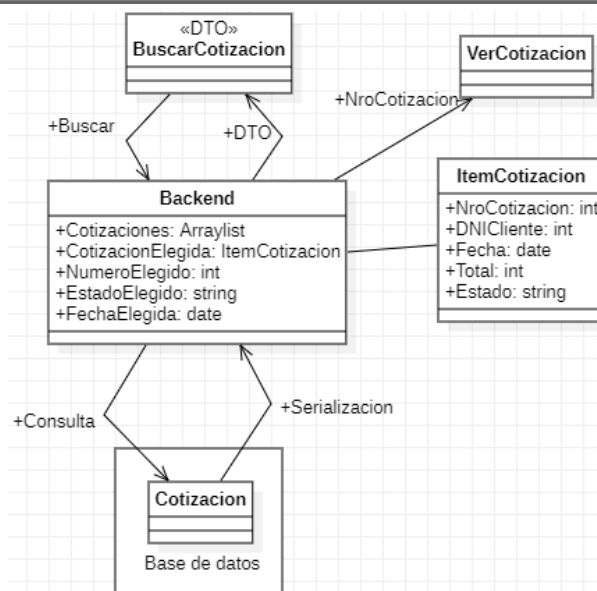 «DTO»
BuscarCotizacion
VerCotizacion
+NroCotizacion
+Buscar
+DTO
ItemCotizacion
+NroCotizacion: int
+DNICliente: int
+Fecha: date
+Total: int
+Estado: string
Backend
+Cotizaciones: Arraylist
+CotizacionElegida: ItemCotizacion
+NumeroElegido: int
+EstadoElegido: string
+FechaElegida: date
+Consulta
+Serializacion
Cotizacion
Base de datos